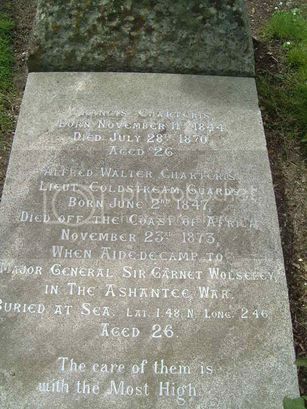 Francis Charteris
Born November 11th 1844.
Died July 28th 1870.
Aged 26
Alfred Walter Charteris.
Lieut. Coldstream Guards.
Born June 2nd 1847.
Died off the Coast of Africa
November 23rd 1873.
When Aidedecamp to
Major General Sir Garnet Wolseley,
in The Ashantee War.
Buried at Sea. Lat. 1.48. N. Long. 2.46.
Aged 26.
The care of them is
with the Most High.